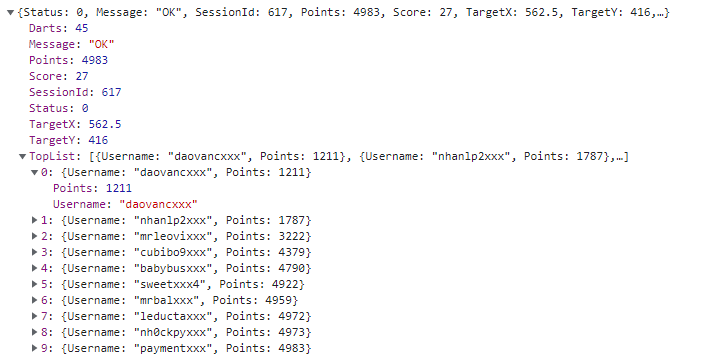 {Status: 0, Message: "OK", SessionId: 617, Points: 4983, Score: 27, TargetX: 562.5, TargetY: 416,…}
Darts: 45
Message: "OK"
Points: 4983
Score: 27
SessionId: 617
Status: 0
TargetX: 562.5
TargetY: 416
TopList: [{Username: "daovancxxx", Points: 1211}, {Username: "nhanlp2xxx", Points: 1787},…]
0: {Username: "daovancxxx", Points: 1211}
Points: 1211
Username: "daovancxxx"
1: {Username: "nhanlp2xxx", Points: 1787}
2: {Username: "mrleovixxx", Points: 3222}
3: {Username: "cubibo9xxx", Points: 4379}
4: {Username: "babybusxxx", Points: 4790}
5: {Username: "sweetxxx4", Points: 4922}
6: {Username: "mrbalxxx", Points: 4959}
7: {Username: "leductaxxx", Points: 4972}
8: {Username: "nh0ckpyxxx", Points: 4973}
9: {Username: "paymentxxx", Points: 4983}